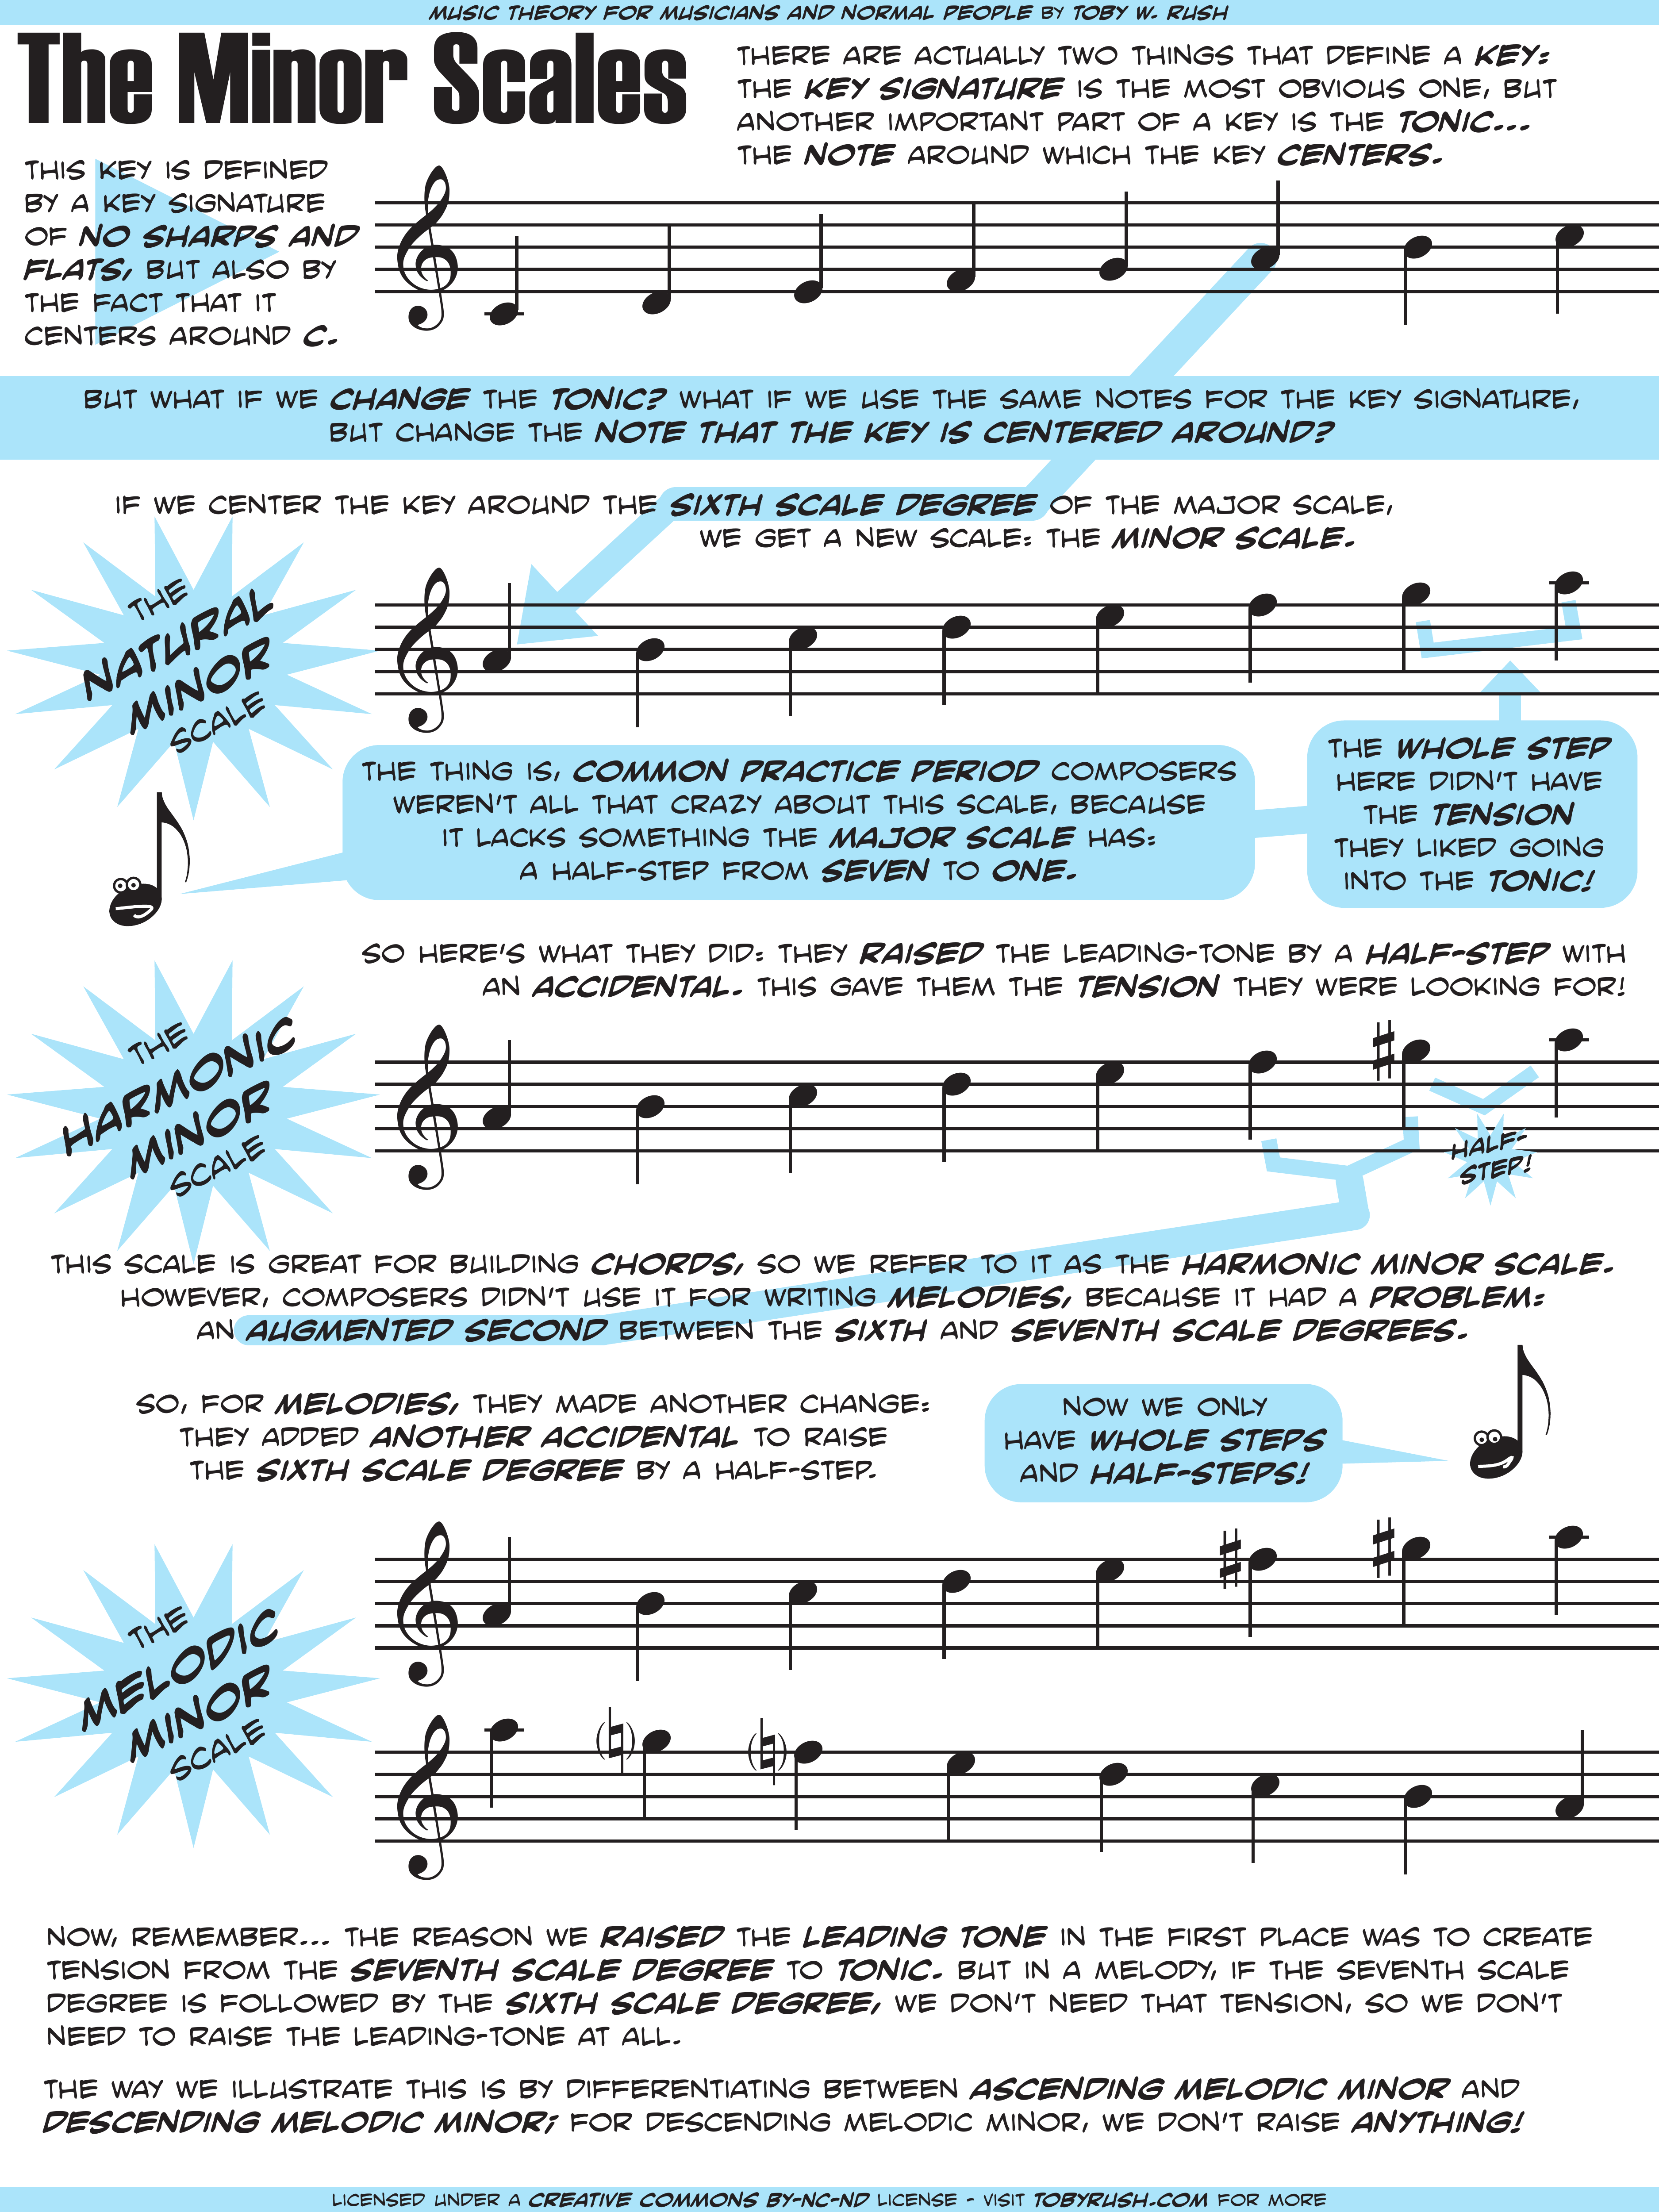 MUSIC THEORY FOR MUSICIANS AND NORMAL PEOPLE BY TOBY W. RUSH
The Minor Scales
THERE ARE ACTUALLY TWO THINGS THAT DEFINE A KEY:
THE KEY SIGNATURE IS THE MOST OBVIOUS ONE, BUT
ANOTHER IMPORTANT PART OF A KEY IS THE TONIC...
THE NOTE AROUND WHICH THE KEY CENTERS.
THIS KEY IS DEFINED
BY A KEY SIGNATURE
OF NO SHARPS AND
FLATS, BUT ALSO BY
THE FACT THAT IT
CENTERS AROUND C.
BUT WHAT IF WE CHANGE THE TONIC? WHAT IF WE USE THE SAME NOTES FOR THE KEY SIGNATURE,
BUT CHANGE THE NOTE THAT THE KEY IS CENTERED AROUND?
IF WE CENTER THE KEY AROUND THE SIXTH SCALE DEGREE OF THE MAJOR SCALE,
WE GET A NEW SCALE: THE MINOR SCALE.
THE
NATURAL
MINOR
SCALE
THE THING IS, COMMON PRACTICE PERIOD COMPOSERS
WEREN'T ALL THAT CRAZY ABOUT THIS SCALE, BECAUSE
IT LACKS SOMETHING THE MAJOR SCALE HAS:
A HALF-STEP FROM SEVEN TO ONE.
THE WHOLE STEP
HERE DIDN'T HAVE
THE TENSION
THEY LIKED GOING
INTO THE TONIC!
SO HERE'S WHAT THEY DID: THEY RAISED THE LEADING-TONE BY A HALF-STEP WITH
AN ACCIDENTAL. THIS GAVE THEM THE TENSION THEY WERE LOOKING FOR!
THE
HARMONIC
MINOR
SCALE
HALF-
STEP!
THIS SCALE IS GREAT FOR BUILDING CHORDS, SO WE REFER TO IT AS THE HARMONIC MINOR SCALE.
HOWEVER, COMPOSERS DIDN'T USE IT FOR WRITING MELODIES, BECAUSE IT HAD A PROBLEM:
AN AUGMENTED SECOND BETWEEN THE SIXTH AND SEVENTH SCALE DEGREES.
SO, FOR MELODIES, THEY MADE ANOTHER CHANGE:
THEY ADDED ANOTHER ACCIDENTAL TO RAISE
THE SIXTH SCALE DEGREE BY A HALF-STEP.
NOW WE ONLY
HAVE WHOLE STEPS
AND HALF-STEPS!
THE
MELODIC
MINOR
SCALE
NOW, REMEMBER... THE REASON WE RAISED THE LEADING TONE IN THE FIRST PLACE WAS TO CREATE
TENSION FROM THE SEVENTH SCALE DEGREE TO TONIC. BUT IN A MELODY, IF THE SEVENTH SCALE
DEGREE IS FOLLOWED BY THE SIXTH SCALE DEGREE, WE DON'T NEED THAT TENSION, SO WE DON'T
NEED TO RAISE THE LEADING-TONE AT ALL.
THE WAY WE ILLUSTRATE THIS IS BY DIFFERENTIATING BETWEEN ASCENDING MELODIC MINOR AND
DESCENDING MELODIC MINOR; FOR DESCENDING MELODIC MINOR, WE DON'T RAISE ANYTHING!
LICENSED UNDER A CREATIVE COMMONS BY-NC-ND LICENSE - VISIT TOBYRUSH.COM FOR MORE